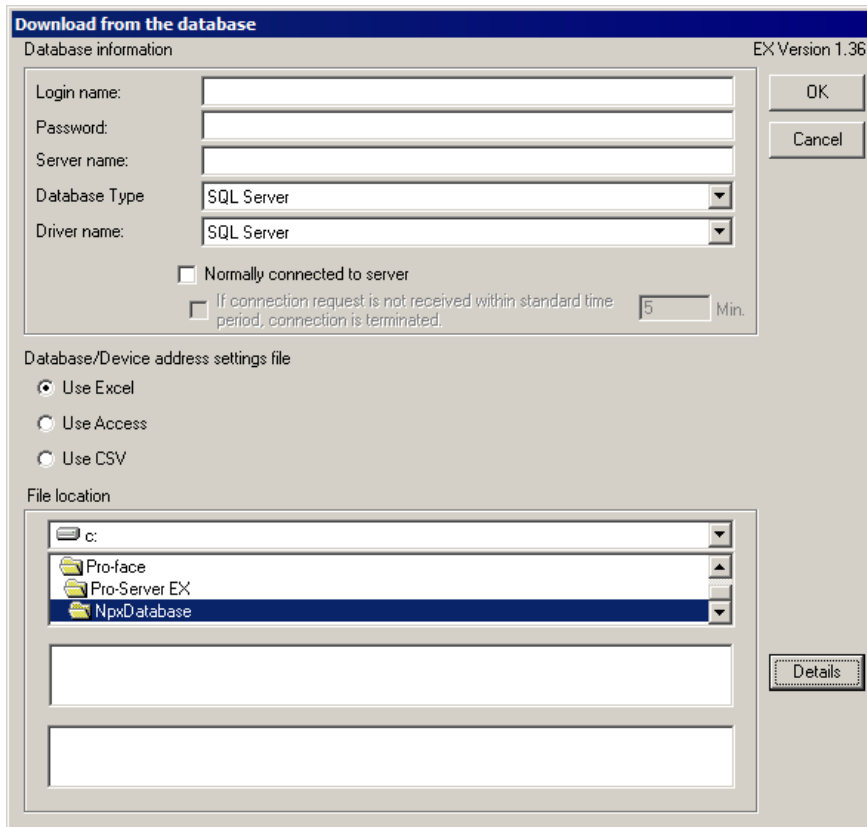 Download from the database
Database information
EX Version 1.36
Login name:
OK
Password:
Cancel
Server name:
Database Type
SQL Server
Driver name:
SQL Server
Normally connected to server
If connection request is not received within standard time
period, connection is terminated.
5
Min.
Database/Device address settings file
Use Excel
Use Access
Use CSV
File location
c:
Pro-face
Pro-Server EX
NpxDatabase
Details